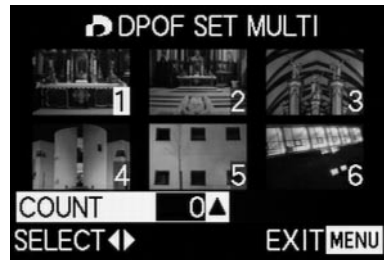 DPOF SET MULTI
1 2 3
4 5 6
COUNT 0▲
SELECT◀▶ EXIT MENU